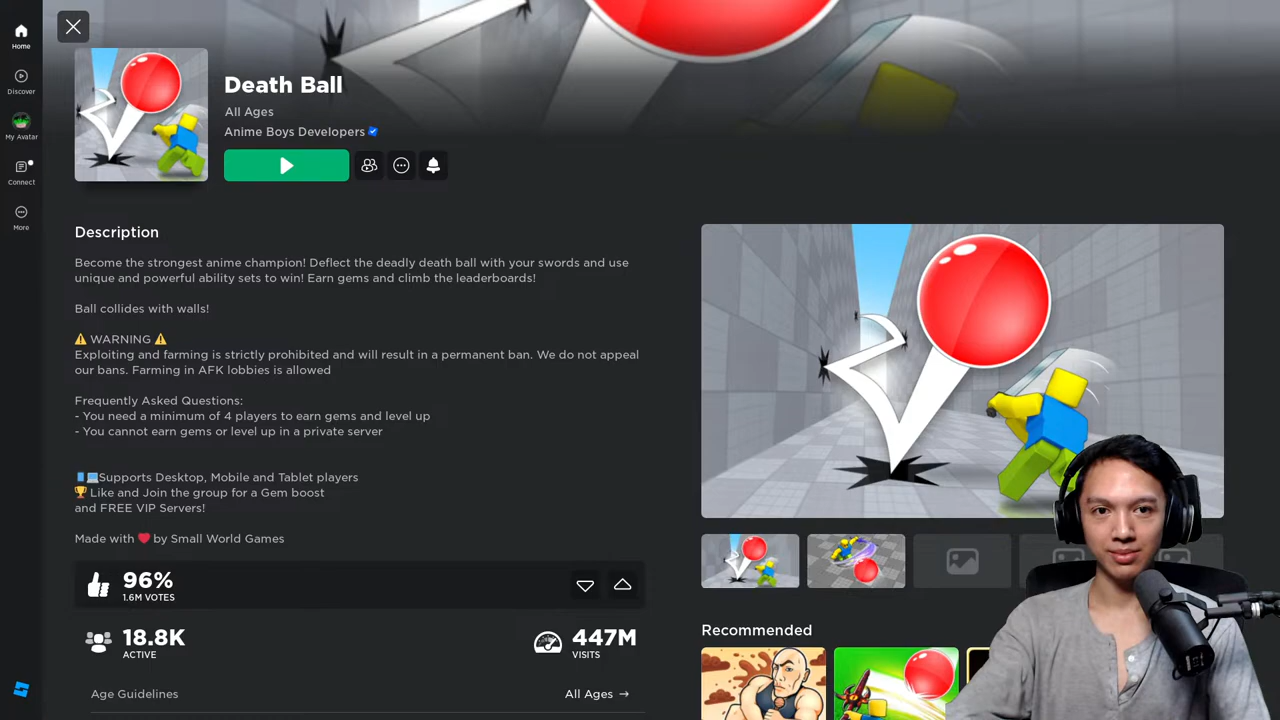 Home
Discover
My Avatar
Connect
More
Death Ball
All Ages
Anime Boys Developers
Description
Become the strongest anime champion! Deflect the deadly death ball with your swords and use
unique and powerful ability sets to win! Earn gems and climb the leaderboards!
Ball collides with walls!
⚠️ WARNING ⚠️
Exploiting and farming is strictly prohibited and will result in a permanent ban. We do not appeal
our bans. Farming in AFK lobbies is allowed
Frequently Asked Questions:
- You need a minimum of 4 players to earn gems and level up
- You cannot earn gems or level up in a private server
📱💻Supports Desktop, Mobile and Tablet players
🏆Like and Join the group for a Gem boost
and FREE VIP Servers!
Made with ❤️ by Small World Games
96%
1.6M VOTES
18.8K
ACTIVE
447M
VISITS
Age Guidelines
All Ages →
Recommended